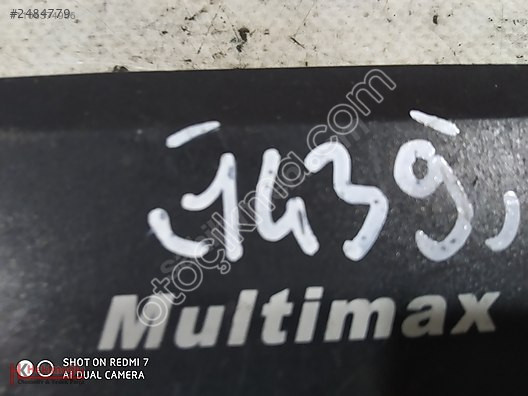 #2484779
otoçıkma.com
1439
Multimax
SHOT ON REDMI 7
AI DUAL CAMERA